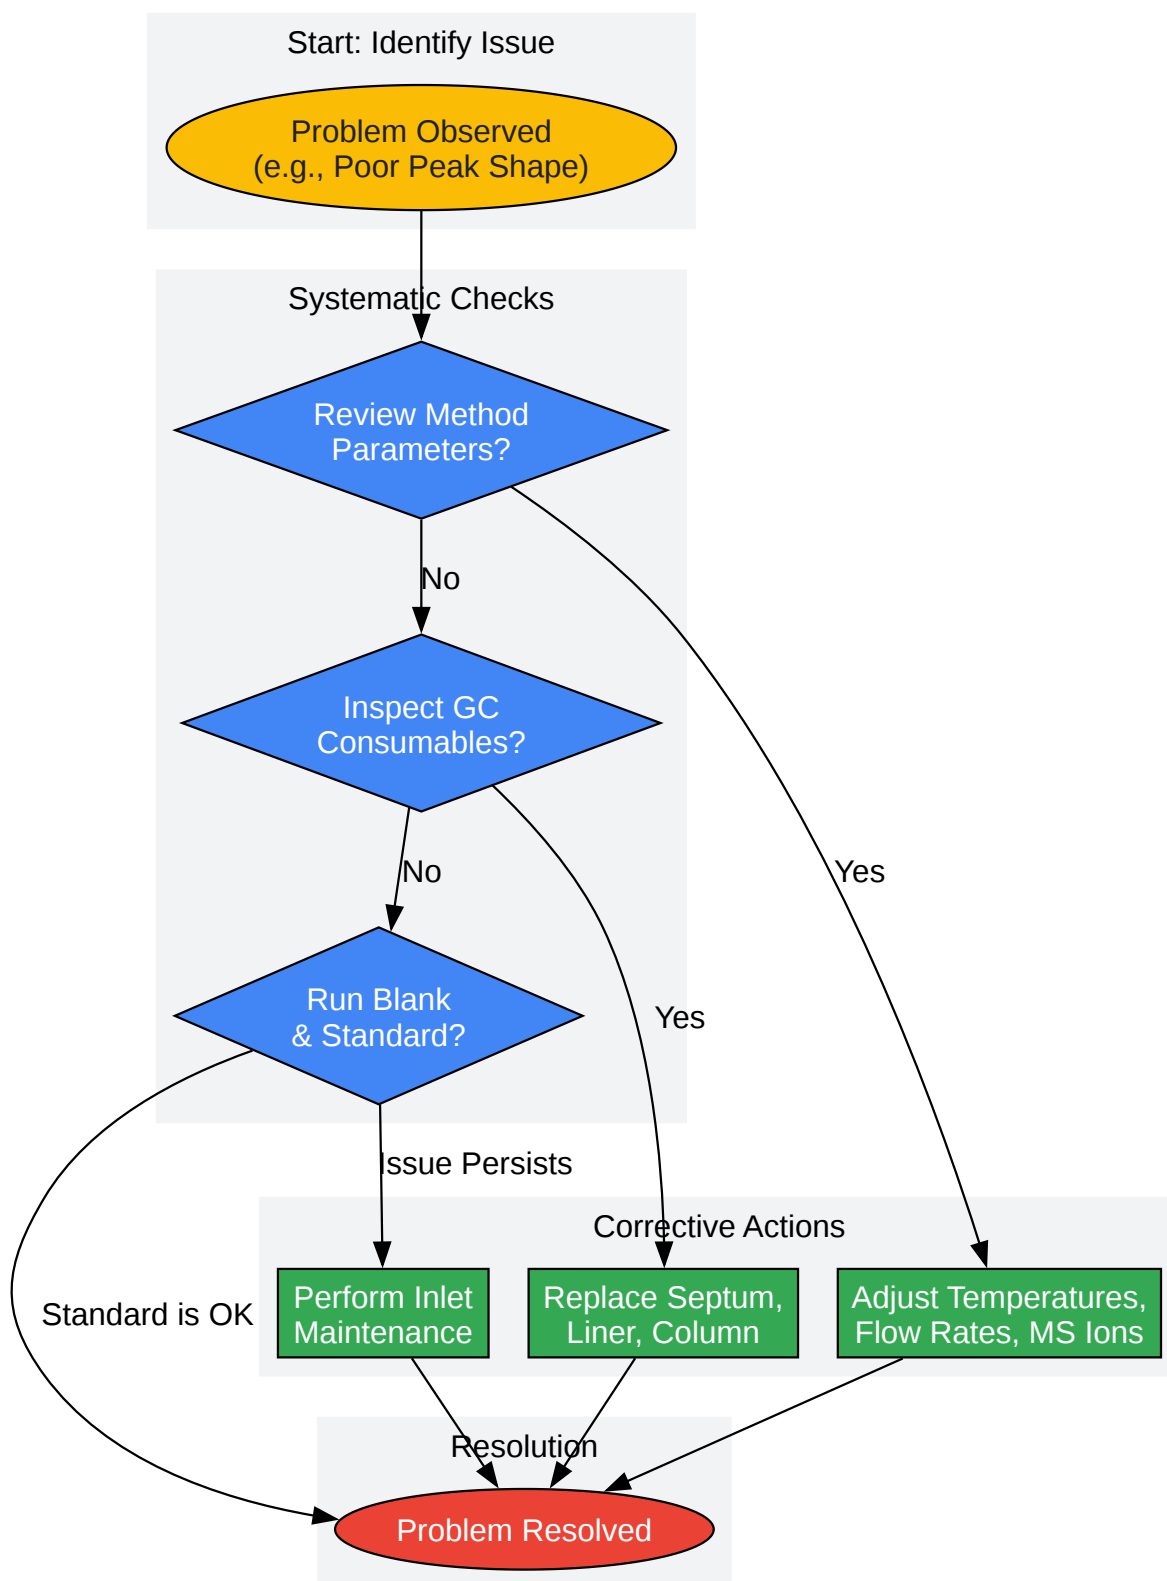 Start: Identify Issue
Problem Observed
(e.g., Poor Peak Shape)
Systematic Checks
Review Method
Parameters?
No
Inspect GC
Consumables?
No
Yes
Run Blank
& Standard?
Yes
Issue Persists
Corrective Actions
Standard is OK
Perform Inlet
Maintenance
Replace Septum,
Liner, Column
Adjust Temperatures,
Flow Rates, MS Ions
Resolution
Problem Resolved